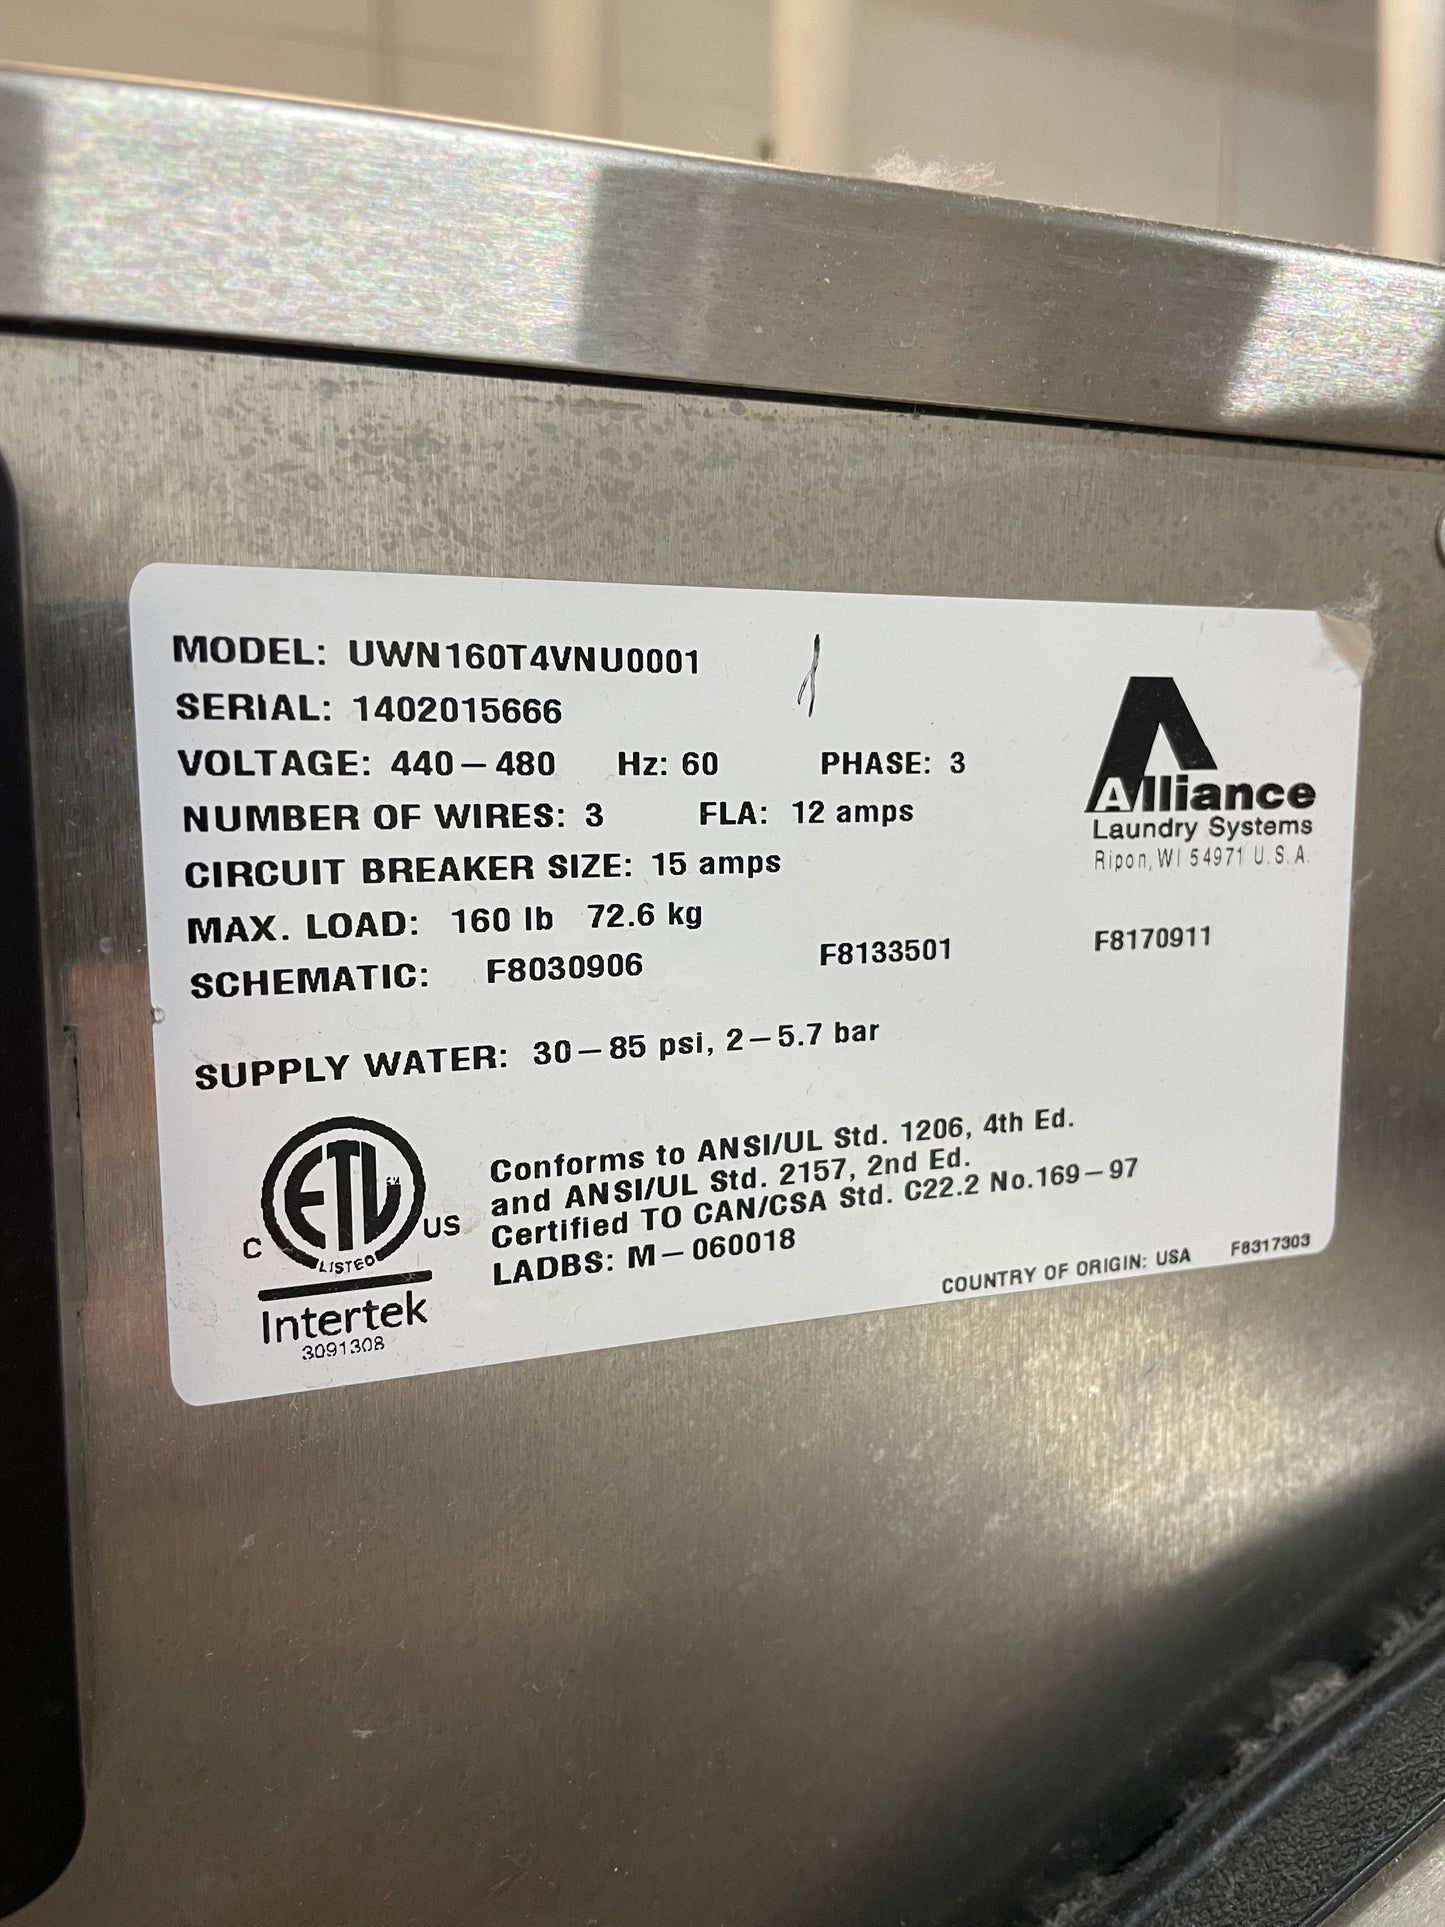 MODEL: UWN160T4VNU0001
SERIAL: 1402015666
VOLTAGE: 440-480 Hz: 60 PHASE: 3
NUMBER OF WIRES: 3 FLA: 12 amps
CIRCUIT BREAKER SIZE: 15 amps
MAX. LOAD: 160 lb 72.6 kg
SCHEMATIC: F8030906 F8133501 F8170911
SUPPLY WATER: 30-85 psi, 2-5.7 bar
Alliance
Laundry Systems
Ripon, WI 54971 U.S.A.
ETL
LISTED
C US
Intertek
3091308
Conforms to ANSI/UL Std. 1206, 4th Ed.
and ANSI/UL Std. 2157, 2nd Ed.
Certified TO CAN/CSA Std. C22.2 No.169-97
LADBS: M-060018
COUNTRY OF ORIGIN: USA F8317303